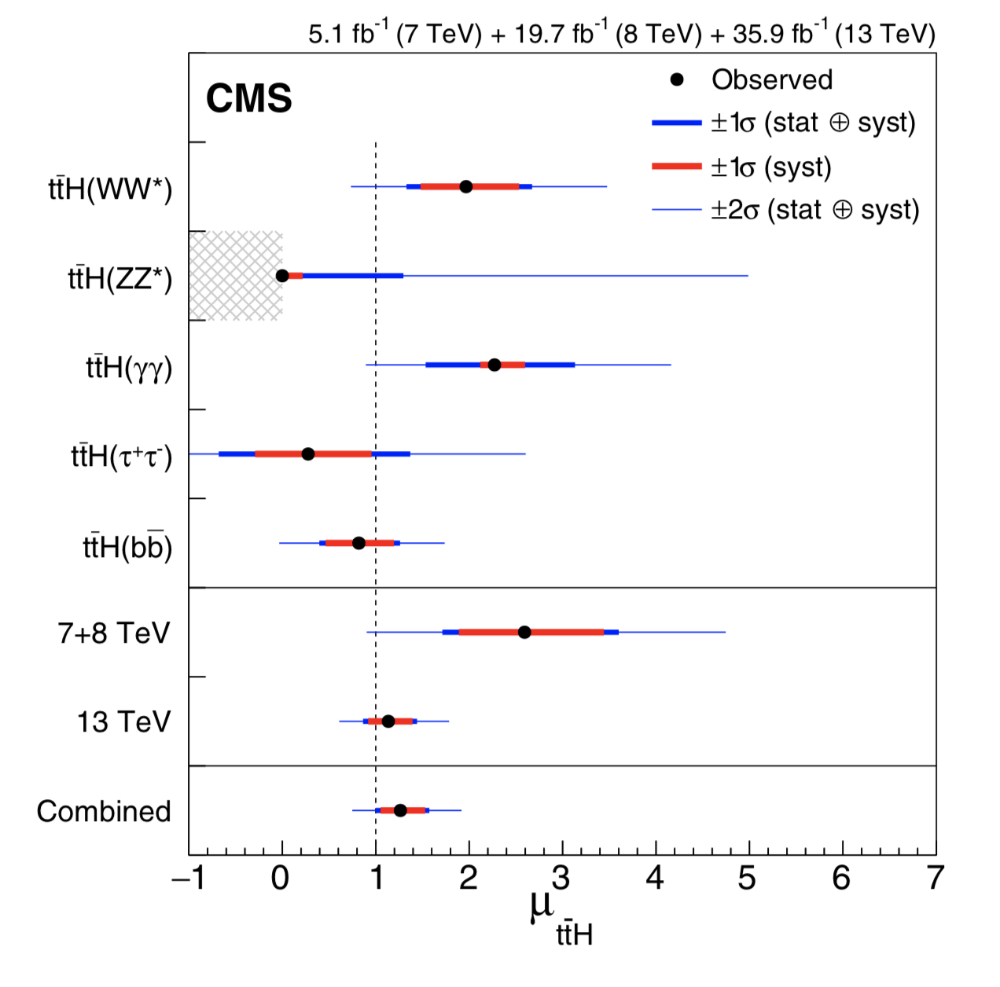 5.1 fb⁻¹ (7 TeV) + 19.7 fb⁻¹ (8 TeV) + 35.9 fb⁻¹ (13 TeV)
CMS
Observed
±1σ (stat ⊕ syst)
±1σ (syst)
±2σ (stat ⊕ syst)
tt̄H(WW*)
tt̄H(ZZ*)
tt̄H(γγ)
tt̄H(τ⁺τ⁻)
tt̄H(bb̄)
7+8 TeV
13 TeV
Combined
−1 0 1 2 3 4 5 6 7
μ tt̄H